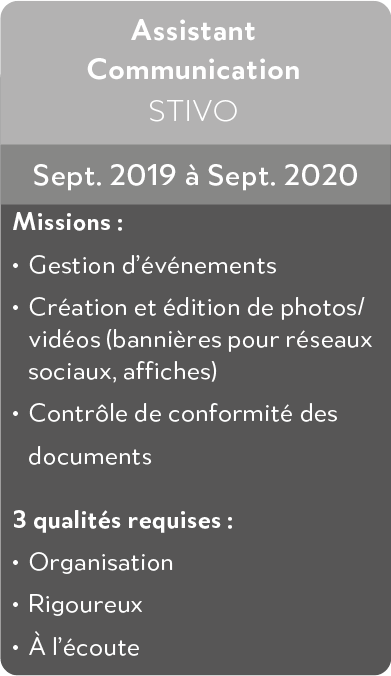 Assistant
Communication
STIVO
Sept. 2019 à Sept. 2020
Missions :
• Gestion d’événements
• Création et édition de photos/
vidéos (bannières pour réseaux
sociaux, affiches)
• Contrôle de conformité des
documents
3 qualités requises :
• Organisation
• Rigoureux
• À l’écoute